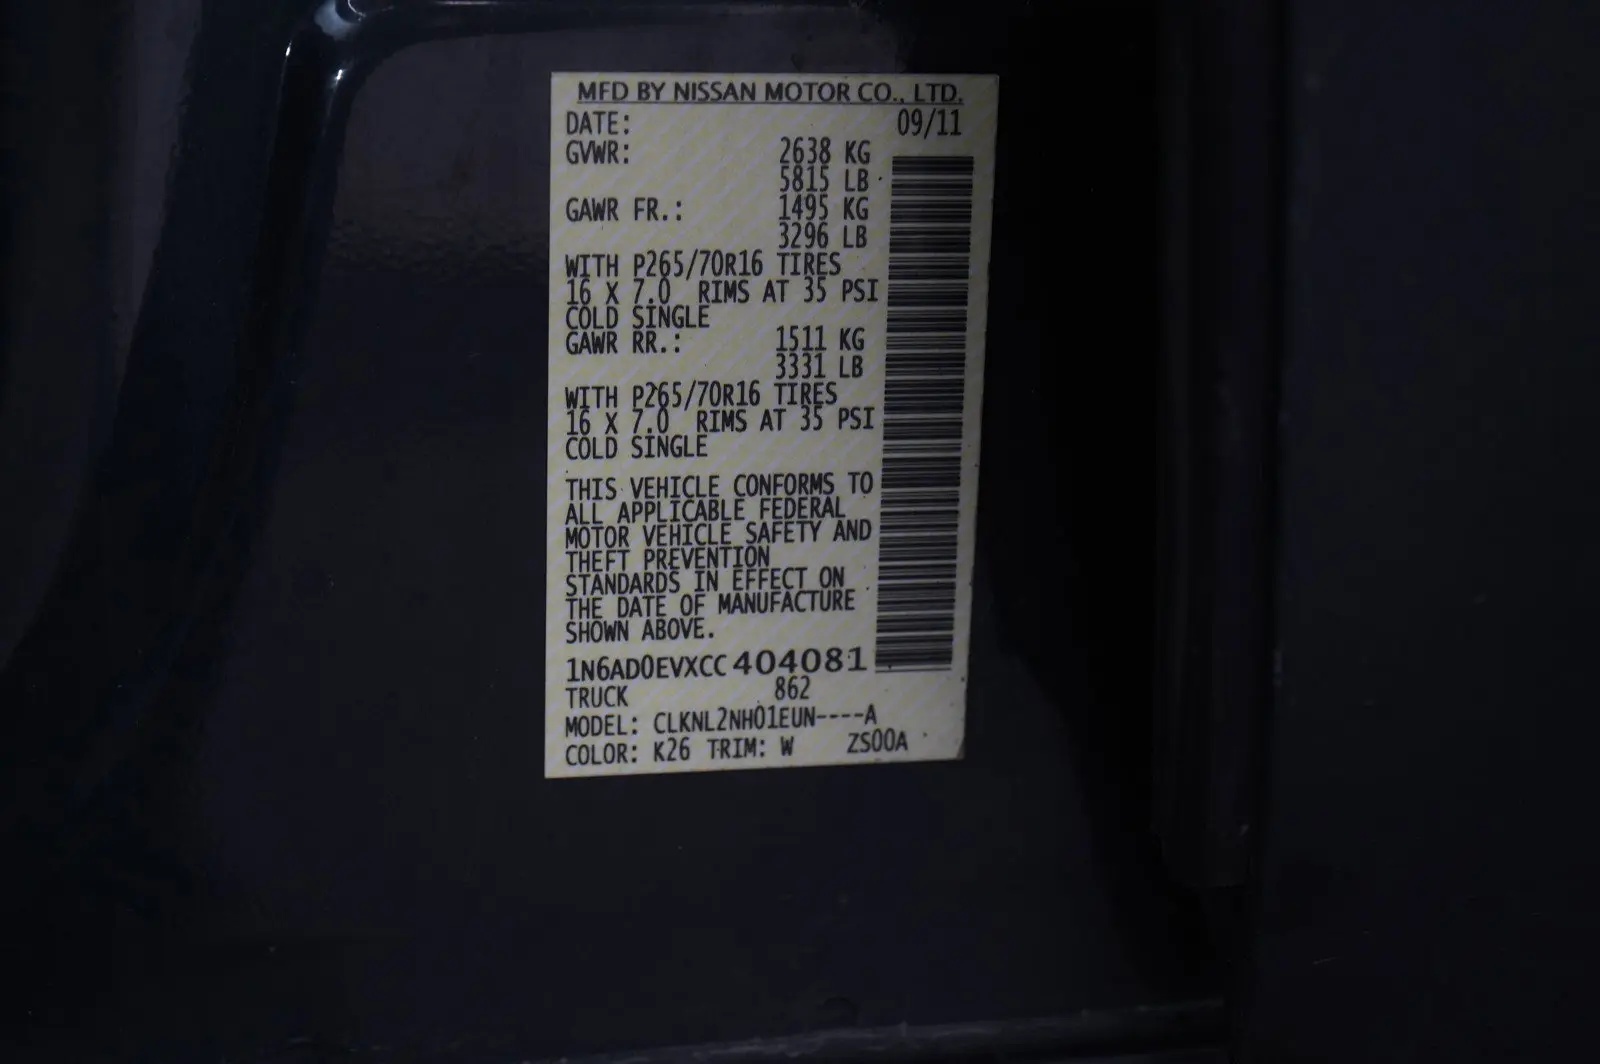 MFD BY NISSAN MOTOR CO., LTD.
DATE: 09/11
GVWR: 2638 KG
5815 LB
GAWR FR.: 1495 KG
3296 LB
WITH P265/70R16 TIRES
16 X 7.0 RIMS AT 35 PSI
COLD SINGLE
GAWR RR.: 1511 KG
3331 LB
WITH P265/70R16 TIRES
16 X 7.0 RIMS AT 35 PSI
COLD SINGLE
THIS VEHICLE CONFORMS TO
ALL APPLICABLE FEDERAL
MOTOR VEHICLE SAFETY AND
THEFT PREVENTION
STANDARDS IN EFFECT ON
THE DATE OF MANUFACTURE
SHOWN ABOVE.
1N6AD0EVXCC404081
TRUCK 862
MODEL: CLKNL2NH01EUN----A
COLOR: K26 TRIM: W ZS00A